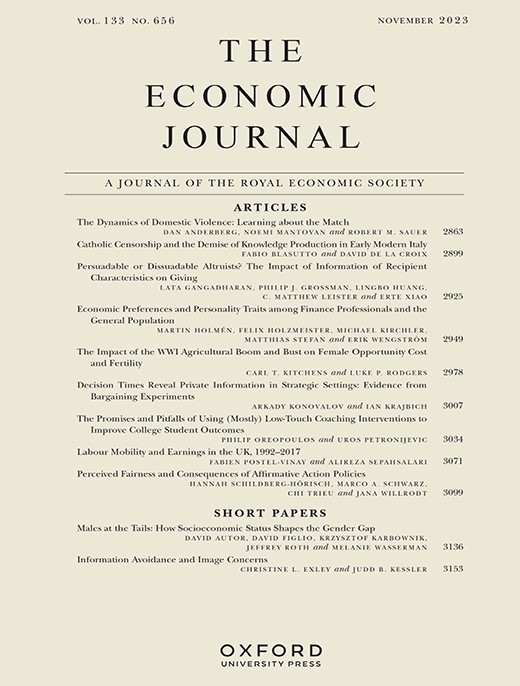 VOL. 133 NO. 656 NOVEMBER 2023
THE
ECONOMIC
JOURNAL
A JOURNAL OF THE ROYAL ECONOMIC SOCIETY
ARTICLES
The Dynamics of Domestic Violence: Learning about the Match
DAN ANDERBERG, NOEMI MANTOVAN and ROBERT M. SAUER 2863
Catholic Censorship and the Demise of Knowledge Production in Early Modern Italy
FABIO BLASUTTO and DAVID DE LA CROIX 2899
Persuadable or Dissuadable Altruists? The Impact of Information of Recipient
Characteristics on Giving
LATA GANGADHARAN, PHILIP J. GROSSMAN, LINGBO HUANG,
C. MATTHEW LEISTER and ERTE XIAO 2925
Economic Preferences and Personality Traits among Finance Professionals and the
General Population
MARTIN HOLMÉN, FELIX HOLZMEISTER, MICHAEL KIRCHLER,
MATTHIAS STEFAN and ERIK WENGSTRÖM 2949
The Impact of the WWI Agricultural Boom and Bust on Female Opportunity Cost
and Fertility
CARL T. KITCHENS and LUKE P. RODGERS 2978
Decision Times Reveal Private Information in Strategic Settings: Evidence from
Bargaining Experiments
ARKADY KONOVALOV and IAN KRAJBICH 3007
The Promises and Pitfalls of Using (Mostly) Low-Touch Coaching Interventions to
Improve College Student Outcomes
PHILIP OREOPOULOS and UROS PETRONIJEVIC 3034
Labour Mobility and Earnings in the UK, 1992–2017
FABIEN POSTEL-VINAY and ALIREZA SEPAHSALARI 3071
Perceived Fairness and Consequences of Affirmative Action Policies
HANNAH SCHILDBERG-HÖRISCH, MARCO A. SCHWARZ,
CHI TRIEU and JANA WILLRODT 3099
SHORT PAPERS
Males at the Tails: How Socioeconomic Status Shapes the Gender Gap
DAVID AUTOR, DAVID FIGLIO, KRZYSZTOF KARBOWNIK,
JEFFREY ROTH and MELANIE WASSERMAN 3136
Information Avoidance and Image Concerns
CHRISTINE L. EXLEY and JUDD B. KESSLER 3153
OXFORD
UNIVERSITY PRESS